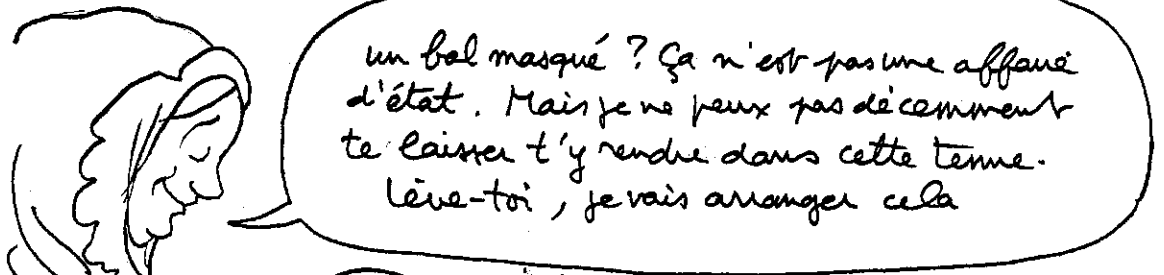 un bal masqué ? Ça n'est pas une affaire
d'état. Mais je ne peux pas décemment
te laisser t'y rendre dans cette tenue.
lève-toi, je vais arranger cela